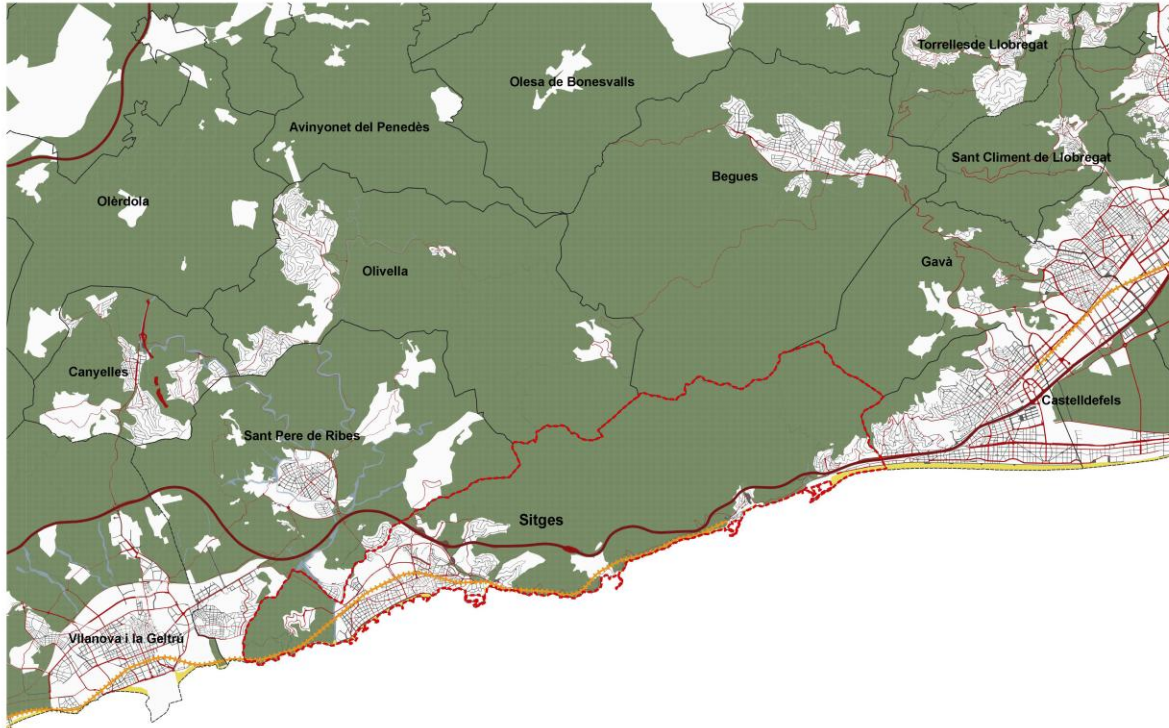 Torrellesde Llobregat
Olesa de Bonesvalls
Avinyonet del Penedès
Sant Climent de Llobregat
Begues
Olèrdola
Olivella
Gavà
Canyelles
Castelldefels
Sant Pere de Ribes
Sitges
Vilanova i la Geltrú